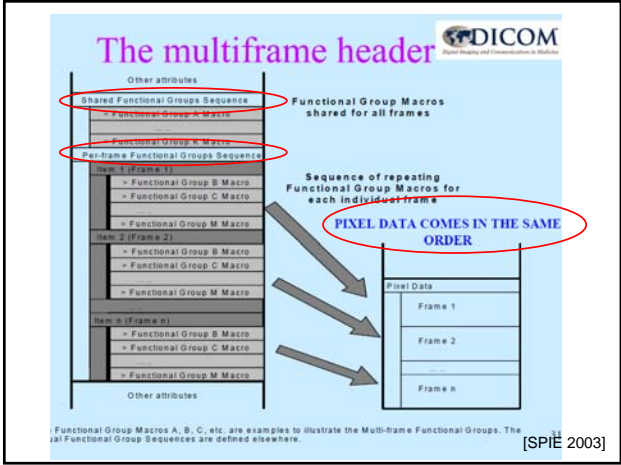 The multiframe header
DICOM
Digital Imaging and Communications in Medicine
Other attributes
Shared Functional Groups Sequence
> Functional Group A Macro
... ...
> Functional Group K Macro
Per-frame Functional Groups Sequence
Item 1 (Frame 1)
> Functional Group B Macro
> Functional Group C Macro
... ...
> Functional Group M Macro
Item 2 (Frame 2)
> Functional Group B Macro
> Functional Group C Macro
... ...
> Functional Group M Macro
... ...
Item n (Frame n)
> Functional Group B Macro
> Functional Group C Macro
... ...
> Functional Group M Macro
Other attributes
Functional Group Macros
shared for all frames
Sequence of repeating
Functional Group Macros for
each individual frame
PIXEL DATA COMES IN THE SAME
ORDER
Pixel Data
Frame 1
Frame 2
... ...
Frame n
Functional Group Macros A, B, C, etc. are examples to illustrate the Multi-frame Functional Groups. The
ual Functional Group Sequences are defined elsewhere.
[SPIE 2003]